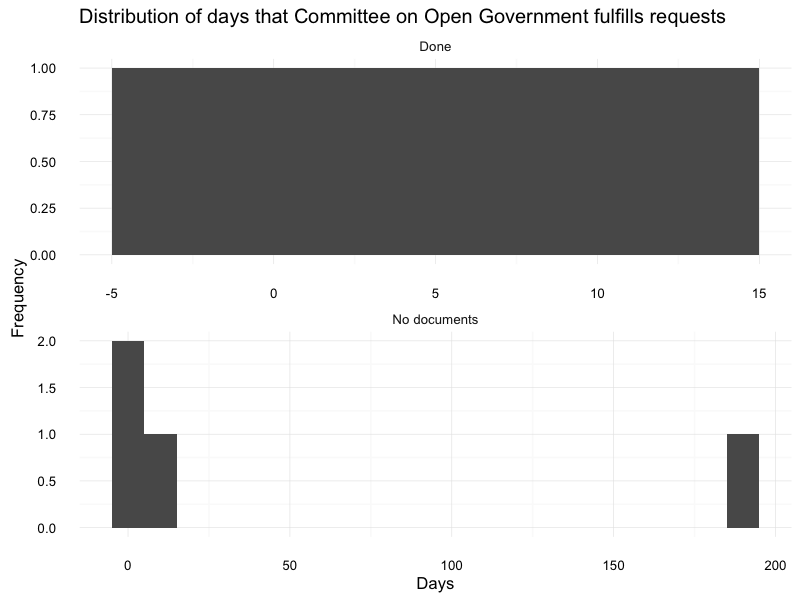 Distribution of days that Committee on Open Government fulfills requests
Done
1.00
0.75
0.50
0.25
0.00
-5 0 5 10 15
Frequency
No documents
2.0
1.5
1.0
0.5
0.0
0 50 100 150 200
Days